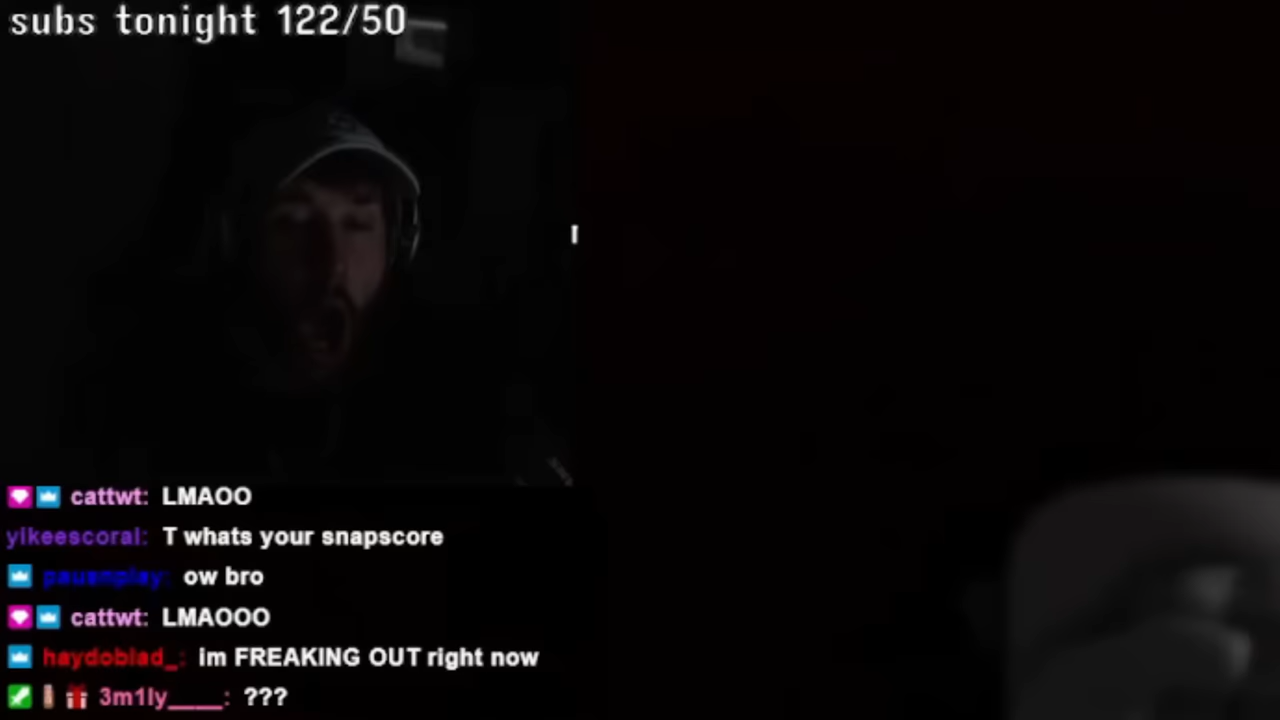 subs tonight 122/50
cattwt: LMAOO
yikeescoral: T whats your snapscore
pausnplay: ow bro
cattwt: LMAOOO
haydoblad_: im FREAKING OUT right now
3m1ly____: ???